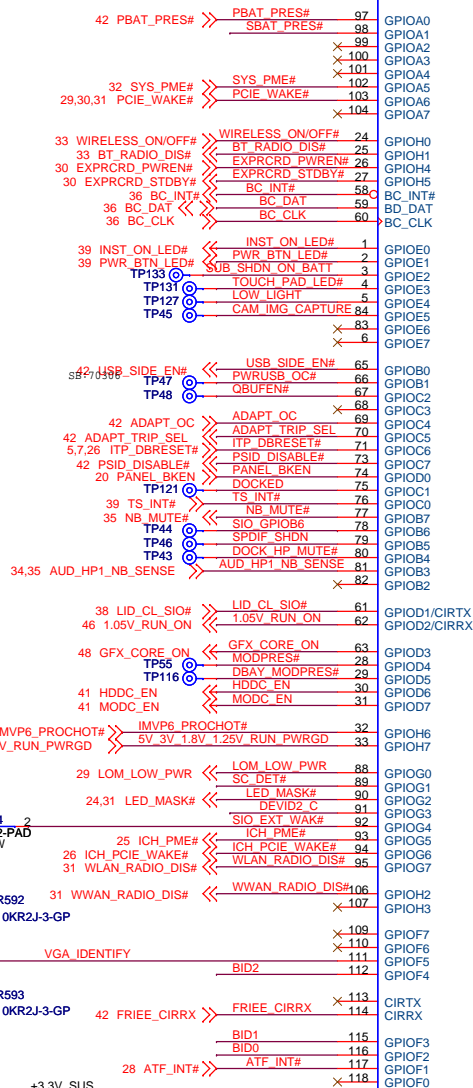 42 PBAT_PRES# PBAT_PRES# 97 GPIOA0
SBAT_PRES# 98 GPIOA1
99 GPIOA2
100 GPIOA3
101 GPIOA4
32 SYS_PME# SYS_PME# 102 GPIOA5
29,30,31 PCIE_WAKE# PCIE_WAKE# 103 GPIOA6
104 GPIOA7
33 WIRELESS_ON/OFF# WIRELESS_ON/OFF# 24 GPIOH0
33 BT_RADIO_DIS# BT_RADIO_DIS# 25 GPIOH1
30 EXPRCRD_PWREN# EXPRCRD_PWREN# 26 GPIOH4
30 EXPRCRD_STDBY# EXPRCRD_STDBY# 27 GPIOH5
36 BC_INT# BC_INT# 58 BC_INT#
36 BC_DAT BC_DAT 59 BD_DAT
36 BC_CLK BC_CLK 60 BC_CLK
39 INST_ON_LED# INST_ON_LED# 1 GPIOE0
39 PWR_BTN_LED# PWR_BTN_LED# 2 GPIOE1
TP133 SUB_SHDN_ON_BATT 3 GPIOE2
TP131 TOUCH_PAD_LED# 4 GPIOE3
TP127 LOW_LIGHT 5 GPIOE4
TP45 CAM_IMG_CAPTURE 84 GPIOE5
83 GPIOE6
6 GPIOE7
42 USB_SIDE_EN# USB_SIDE_EN# 65 GPIOB0
TP47 PWRUSB_OC# 66 GPIOB1
TP48 QBUFEN# 67 GPIOC2
68 GPIOC3
42 ADAPT_OC ADAPT_OC 69 GPIOC4
42 ADAPT_TRIP_SEL ADAPT_TRIP_SEL 70 GPIOC5
5,7,26 ITP_DBRESET# ITP_DBRESET# 71 GPIOC6
42 PSID_DISABLE# PSID_DISABLE# 73 GPIOC7
20 PANEL_BKEN PANEL_BKEN 74 GPIOD0
TP121 DOCKED 75 GPIOC1
39 TS_INT# TS_INT# 76 GPIOC0
35 NB_MUTE# NB_MUTE# 77 GPIOB7
TP44 SIO_GPIOB6 78 GPIOB6
TP46 SPDIF_SHDN 79 GPIOB5
TP43 DOCK_HP_MUTE# 80 GPIOB4
34,35 AUD_HP1_NB_SENSE AUD_HP1_NB_SENSE 81 GPIOB3
82 GPIOB2
38 LID_CL_SIO# LID_CL_SIO# 61 GPIOD1/CIRTX
46 1.05V_RUN_ON 1.05V_RUN_ON 62 GPIOD2/CIRRX
48 GFX_CORE_ON GFX_CORE_ON 63 GPIOD3
TP55 MODPRES# 28 GPIOD4
TP116 DBAY_MODPRES# 29 GPIOD5
41 HDDC_EN HDDC_EN 30 GPIOD6
41 MODC_EN MODC_EN 31 GPIOD7
MVP6_PROCHOT# IMVP6_PROCHOT# 32 GPIOH6
V_RUN_PWRGD 5V_3V_1.8V_1.25V_RUN_PWRGD 33 GPIOH7
29 LOM_LOW_PWR LOM_LOW_PWR 88 GPIOG0
SC_DET# 89 GPIOG1
24,31 LED_MASK# LED_MASK# 90 GPIOG2
DEVID2_C 91 GPIOG3
2 SIO_EXT_WAK# 92 GPIOG4
2-PAD
25 ICH_PME# ICH_PME# 93 GPIOG5
26 ICH_PCIE_WAKE# ICH_PCIE_WAKE# 94 GPIOG6
31 WLAN_RADIO_DIS# WLAN_RADIO_DIS# 95 GPIOG7
31 WWAN_RADIO_DIS# WWAN_RADIO_DIS# 106 GPIOH2
R592
107 GPIOH3
0KR2J-3-GP
109 GPIOF7
110 GPIOF6
VGA_IDENTIFY 111 GPIOF5
BID2 112 GPIOF4
R593
113 CIRTX
0KR2J-3-GP
42 FRIEE_CIRRX FRIEE_CIRRX 114 CIRRX
BID1 115 GPIOF3
BID0 116 GPIOF2
28 ATF_INT# ATF_INT# 117 GPIOF1
+3.3V_SUS 118 GPIOF0